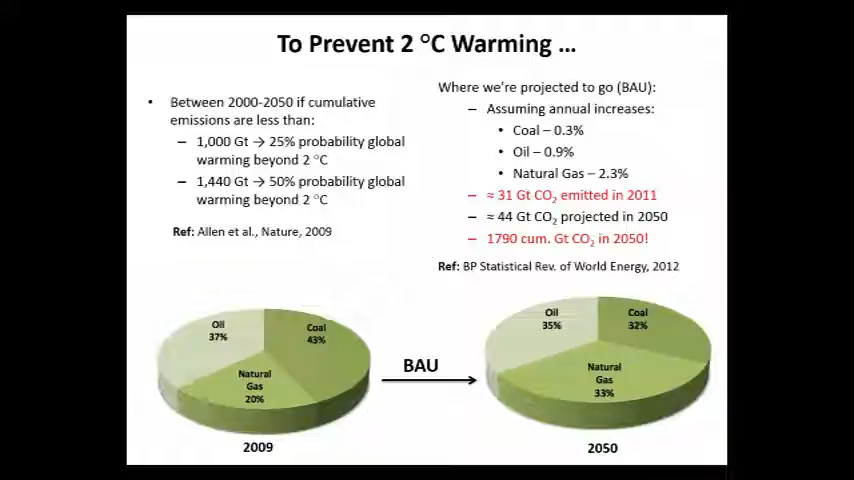 To Prevent 2 °C Warming …
• Between 2000-2050 if cumulative
emissions are less than:
– 1,000 Gt → 25% probability global
warming beyond 2 °C
– 1,440 Gt → 50% probability global
warming beyond 2 °C
Ref: Allen et al., Nature, 2009
Where we're projected to go (BAU):
– Assuming annual increases:
• Coal – 0.3%
• Oil – 0.9%
• Natural Gas – 2.3%
– ≈ 31 Gt CO₂ emitted in 2011
– ≈ 44 Gt CO₂ projected in 2050
– 1790 cum. Gt CO₂ in 2050!
Ref: BP Statistical Rev. of World Energy, 2012
Oil
37%
Coal
43%
Natural
Gas
20%
2009
BAU
Oil
35%
Coal
32%
Natural
Gas
33%
2050